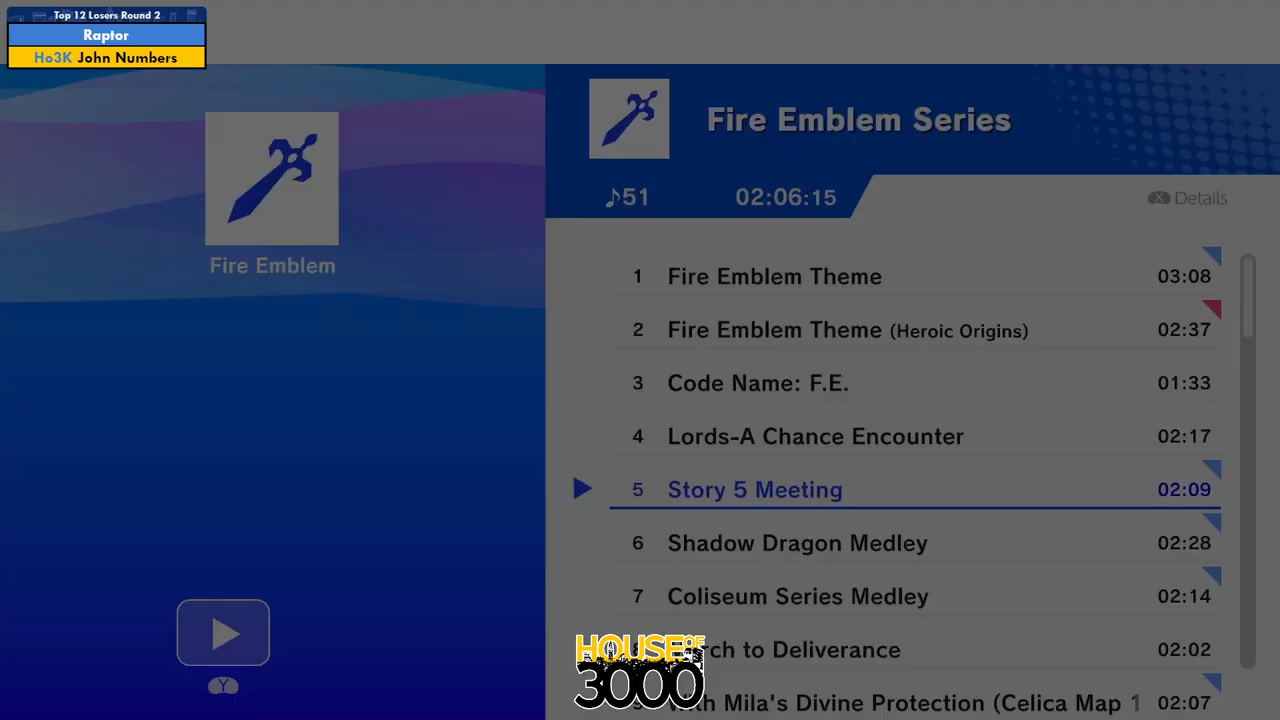 Top 12 Losers Round 2
Raptor
Ho3K John Numbers
Fire Emblem
Y
Fire Emblem Series
♪51 02:06:15
X Details
1 Fire Emblem Theme 03:08
2 Fire Emblem Theme (Heroic Origins) 02:37
3 Code Name: F.E. 01:33
4 Lords-A Chance Encounter 02:17
5 Story 5 Meeting 02:09
6 Shadow Dragon Medley 02:28
7 Coliseum Series Medley 02:14
to Deliverance 02:02
Mila's Divine Protection (Celica Map 1 02:07
HOUSE OF
3000